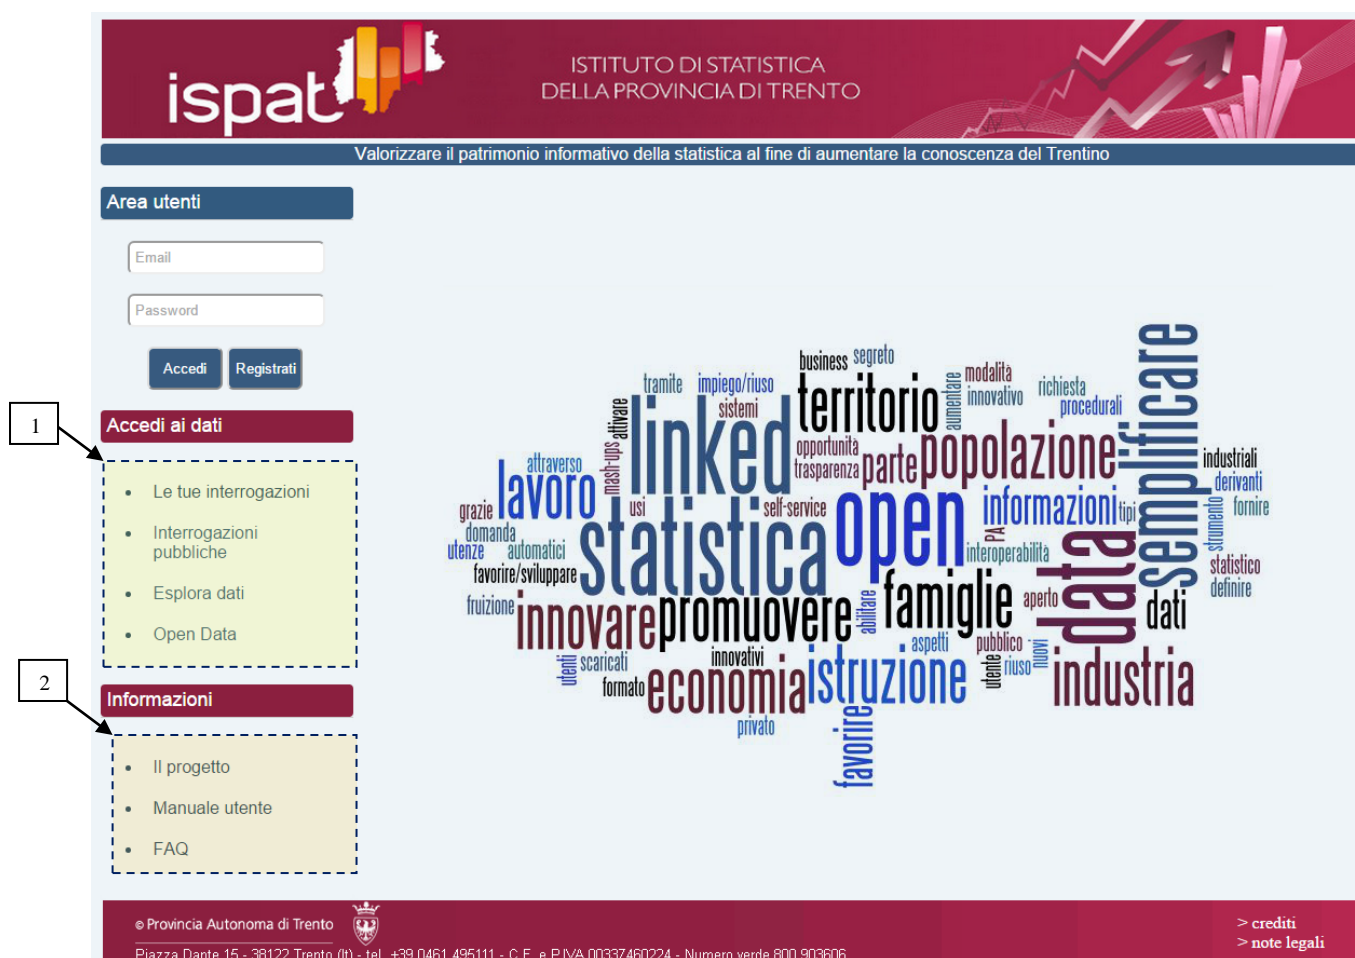 ispat
ISTITUTO DI STATISTICA
DELLA PROVINCIA DI TRENTO
Valorizzare il patrimonio informativo della statistica al fine di aumentare la conoscenza del Trentino
Area utenti
Email
Password
Accedi
Registrati
1
Accedi ai dati
Le tue interrogazioni
Interrogazioni
pubbliche
Esplora dati
Open Data
2
Informazioni
Il progetto
Manuale utente
FAQ
business
segreto
tramite
impiego/riuso
territorio
aumentare
modalità
innovativo
richiesta
procedurali
semplificare
attivare
linked
sistemi
opportunità
trasparenza
parte
popolazione
industriali
derivanti
fornire
attraverso
mash-ups
lavoro
usi
self-service
open
informazioni
tipi
strumento
grazie
domanda
utenze
automatici
statistica
PA
interoperabilità
data
statistico
definire
favorire/sviluppare
fruizione
innovare
promuovere
abilitare
famiglie
aperto
dati
utenti
scaricati
innovativi
formato
economia
istruzione
aspetti
pubblico
utente
riuso
nuovi
industria
privato
favorire
© Provincia Autonoma di Trento
Piazza Dante 15 - 38122 Trento (It) - tel. +39 0461 495111 - C.F. e P.IVA 00337460224 - Numero verde 800 903606
> crediti
> note legali